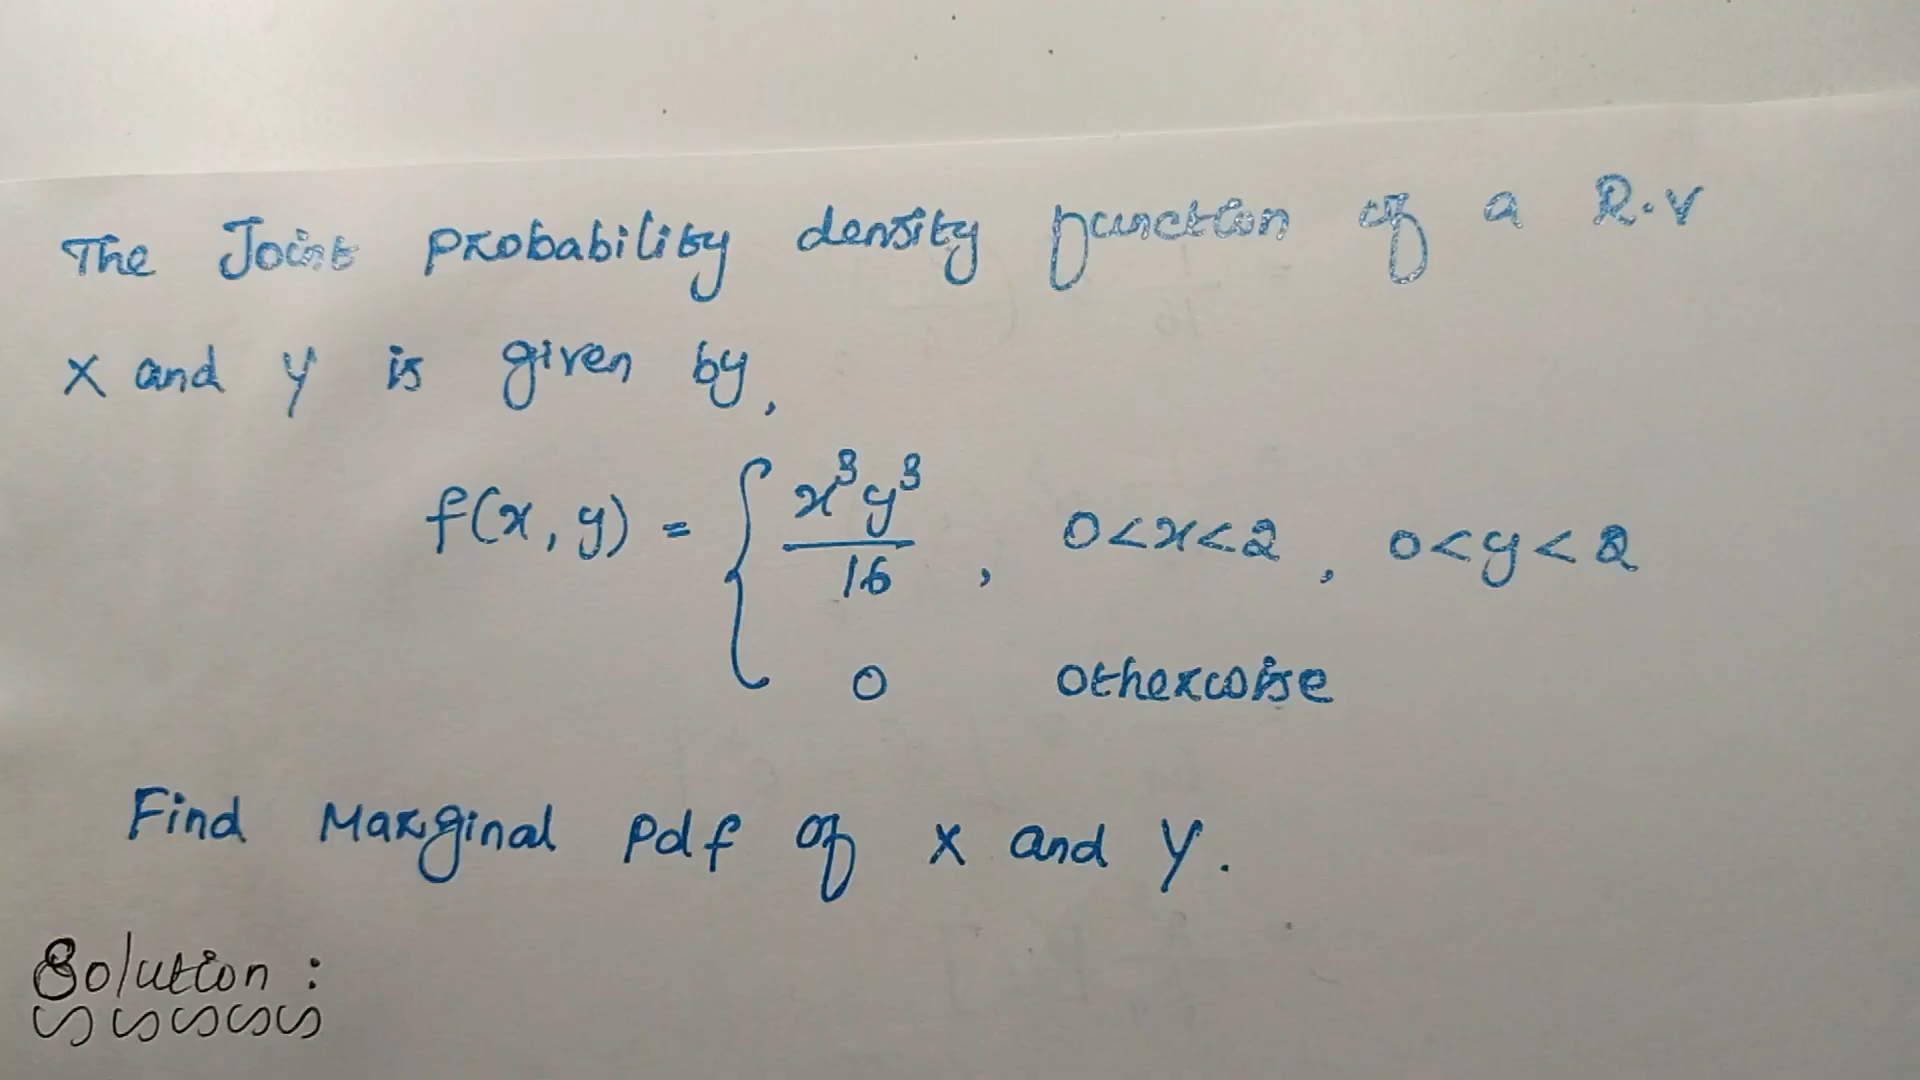 The Joint probability density function of a R.V
X and Y is given by,
f(x, y) = { x³y³/16 , 0<x<2, 0<y<2
0 otherwise
Find Marginal pdf of X and Y.
Solution: